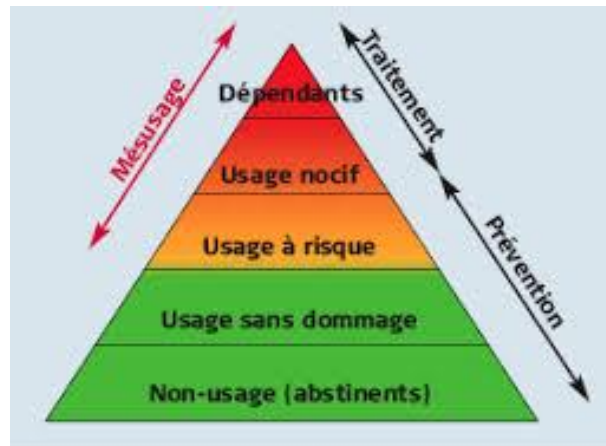 Mésusage
Traitement
Prévention
Dépendants
Usage nocif
Usage à risque
Usage sans dommage
Non-usage (abstinents)